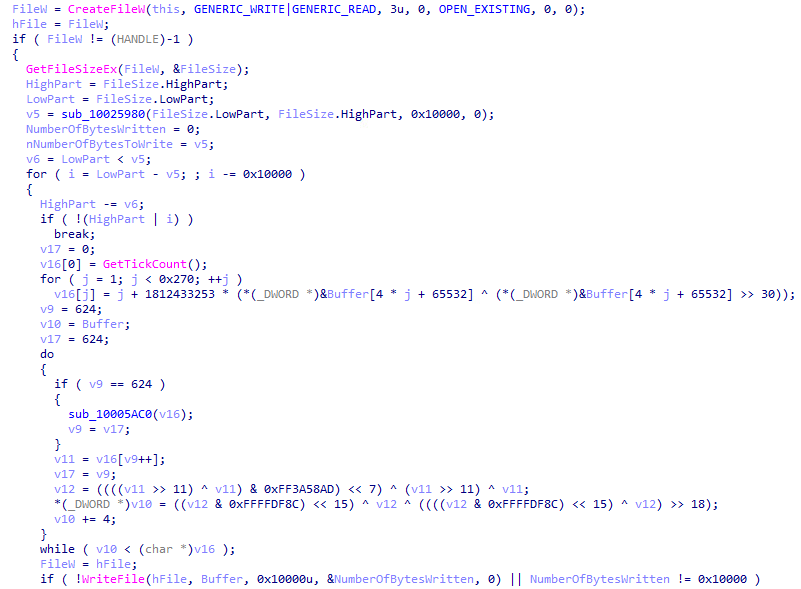 FileW = CreateFileW(this, GENERIC_WRITE|GENERIC_READ, 3u, 0, OPEN_EXISTING, 0, 0);
hFile = FileW;
if ( FileW != (HANDLE)-1 )
{
GetFileSizeEx(FileW, &FileSize);
HighPart = FileSize.HighPart;
LowPart = FileSize.LowPart;
v5 = sub_10025980(FileSize.LowPart, FileSize.HighPart, 0x10000, 0);
NumberOfBytesWritten = 0;
nNumberOfBytesToWrite = v5;
v6 = LowPart < v5;
for ( i = LowPart - v5; ; i -= 0x10000 )
{
HighPart -= v6;
if ( !(HighPart | i) )
break;
v17 = 0;
v16[0] = GetTickCount();
for ( j = 1; j < 0x270; ++j )
v16[j] = j + 1812433253 * (*(_DWORD *)&Buffer[4 * j + 65532] ^ (*(_DWORD *)&Buffer[4 * j + 65532] >> 30));
v9 = 624;
v10 = Buffer;
v17 = 624;
do
{
if ( v9 == 624 )
{
sub_10005AC0(v16);
v9 = v17;
}
v11 = v16[v9++];
v17 = v9;
v12 = ((((v11 >> 11) ^ v11) & 0xFF3A58AD) << 7) ^ (v11 >> 11) ^ v11;
*(_DWORD *)v10 = ((v12 & 0xFFFFDF8C) << 15) ^ v12 ^ ((((v12 & 0xFFFFDF8C) << 15) ^ v12) >> 18);
v10 += 4;
}
while ( v10 < (char *)v16 );
FileW = hFile;
if ( !WriteFile(hFile, Buffer, 0x10000u, &NumberOfBytesWritten, 0) || NumberOfBytesWritten != 0x10000 )